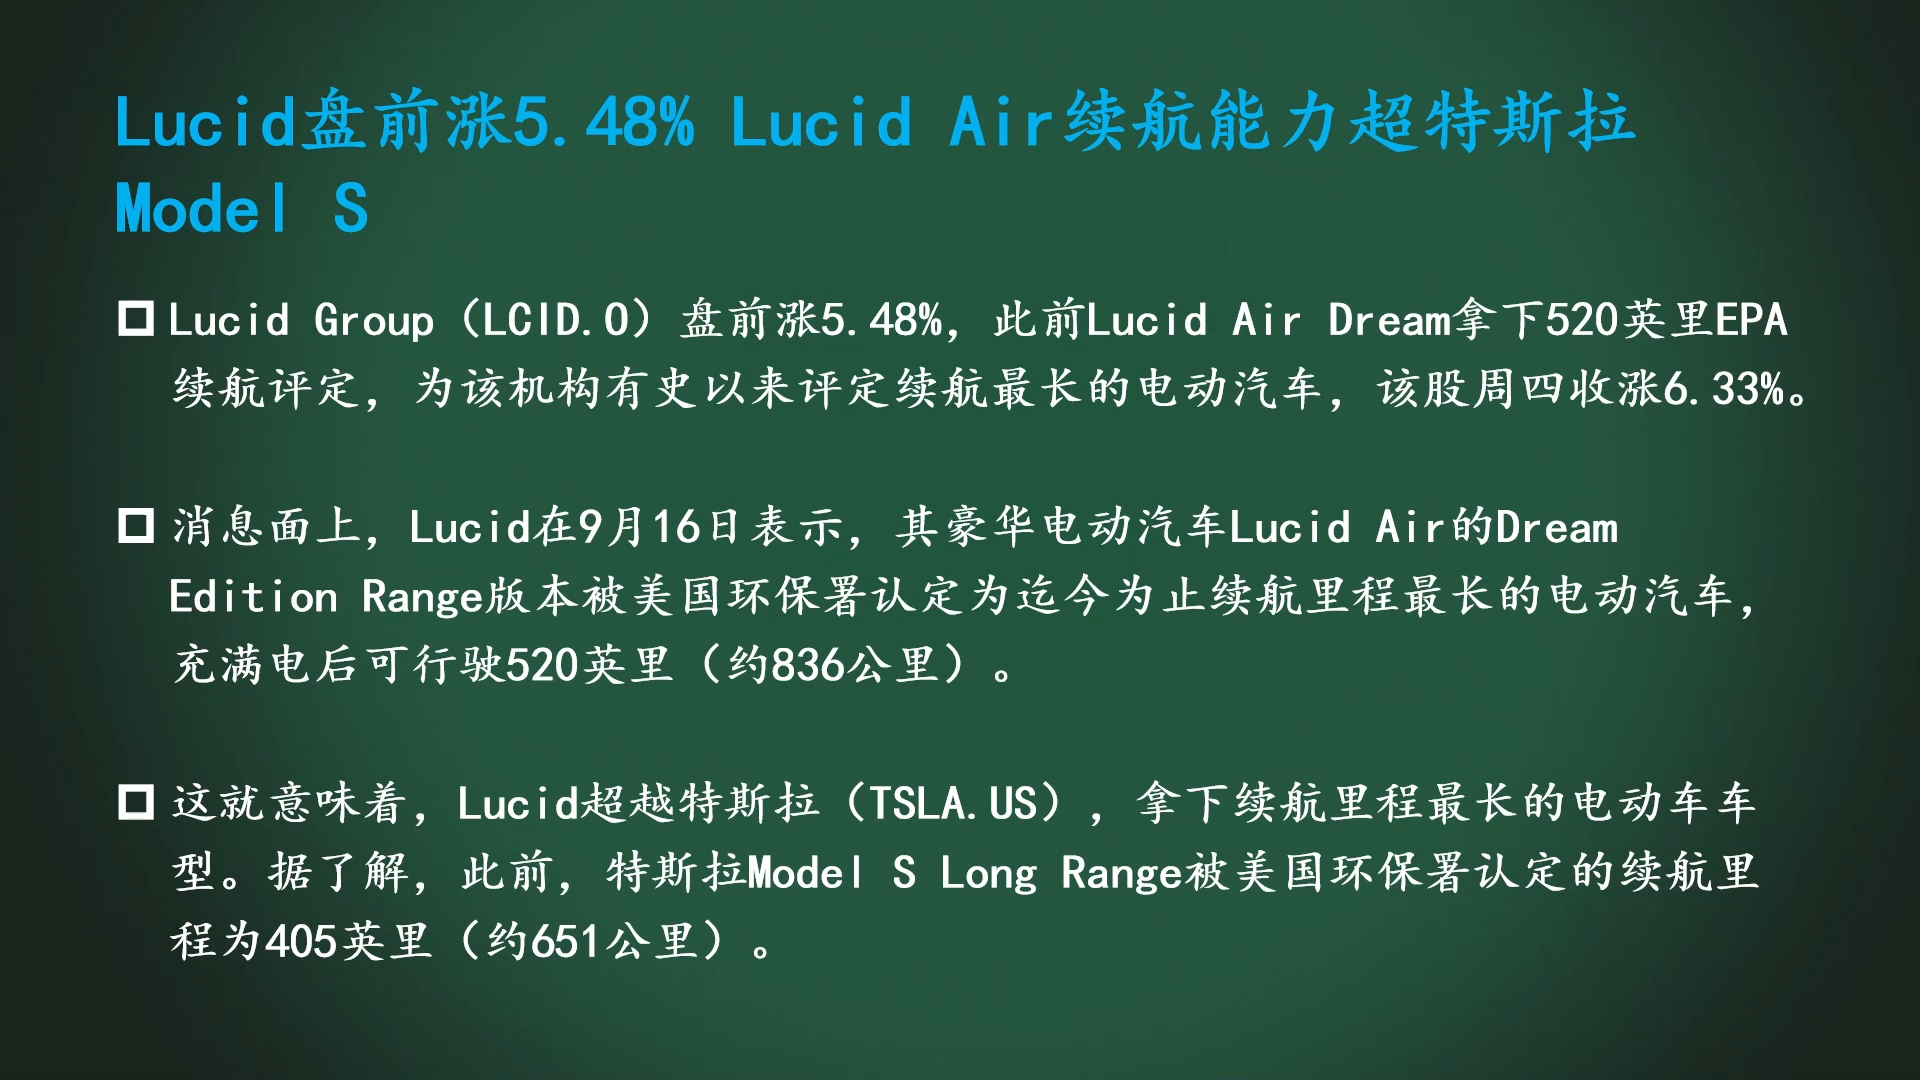 Lucid盘前涨5.48% Lucid Air续航能力超特斯拉
Model S
Lucid Group（LCID.O）盘前涨5.48%，此前Lucid Air Dream拿下520英里EPA
续航评定，为该机构有史以来评定续航最长的电动汽车，该股周四收涨6.33%。
消息面上，Lucid在9月16日表示，其豪华电动汽车Lucid Air的Dream
Edition Range版本被美国环保署认定为迄今为止续航里程最长的电动汽车，
充满电后可行驶520英里（约836公里）。
这就意味着，Lucid超越特斯拉（TSLA.US），拿下续航里程最长的电动车车
型。据了解，此前，特斯拉Model S Long Range被美国环保署认定的续航里
程为405英里（约651公里）。